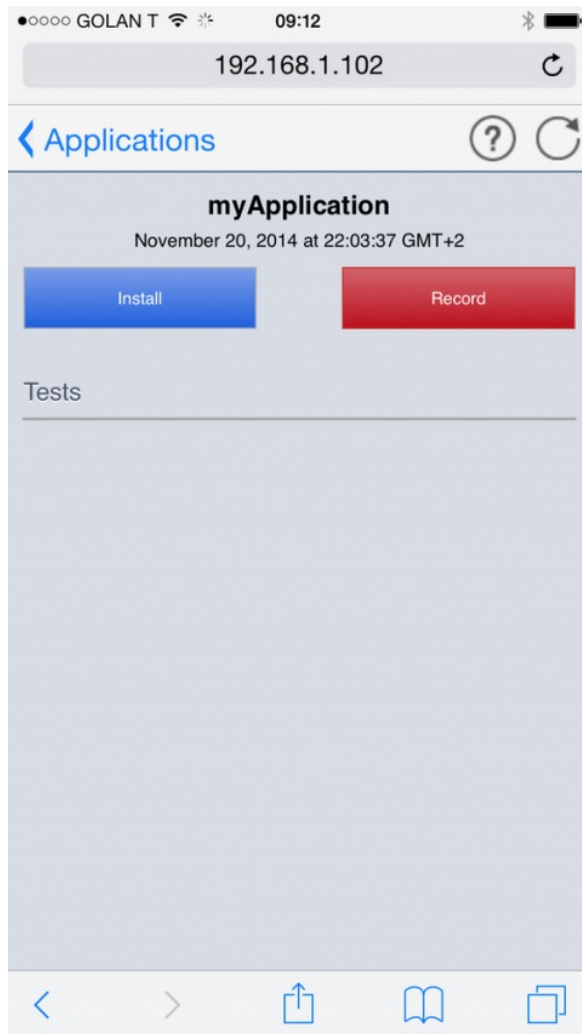 GOLAN T 09:12
192.168.1.102
Applications ?
myApplication
November 20, 2014 at 22:03:37 GMT+2
Install Record
Tests